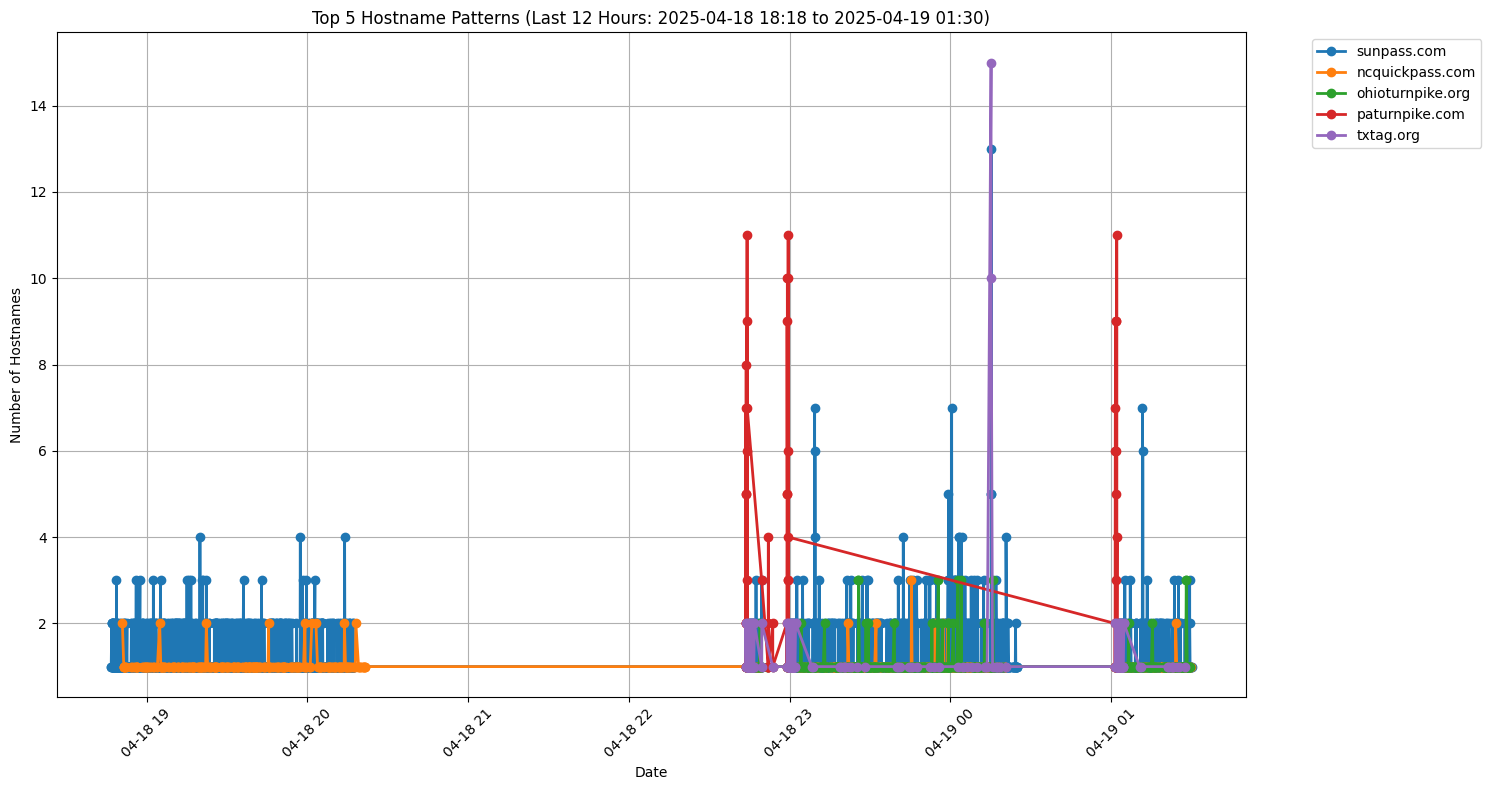 Top 5 Hostname Patterns (Last 12 Hours: 2025-04-18 18:18 to 2025-04-19 01:30)
sunpass.com
ncquickpass.com
ohioturnpike.org
paturnpike.com
txtag.org
Number of Hostnames
14
12
10
8
6
4
2
04-18 19
04-18 20
04-18 21
04-18 22
04-18 23
04-19 00
04-19 01
Date